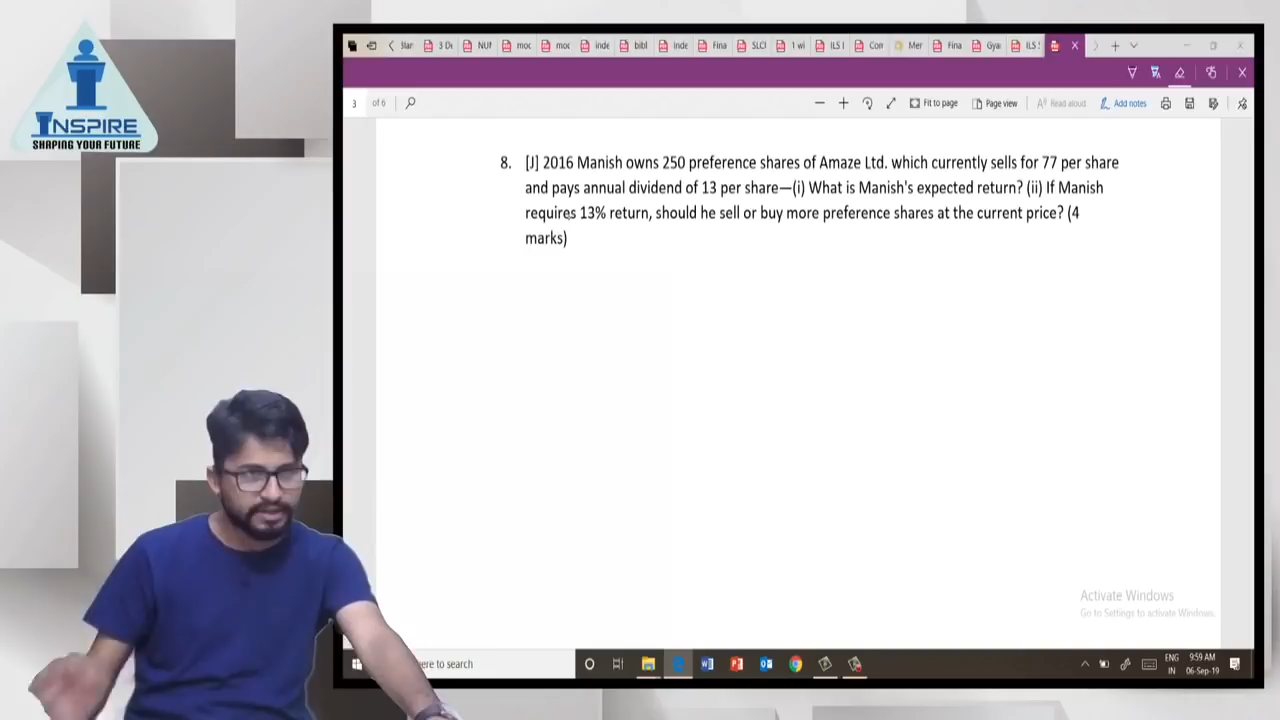 INSPIRE
SHAPING YOUR FUTURE
3 of 6
Fit to page
Page view
Read aloud
Add notes
8. [J] 2016 Manish owns 250 preference shares of Amaze Ltd. which currently sells for 77 per share
and pays annual dividend of 13 per share—(i) What is Manish's expected return? (ii) If Manish
requires 13% return, should he sell or buy more preference shares at the current price? (4
marks)
Activate Windows
Go to Settings to activate Windows.
ere to search
ENG
IN
9:59 AM
06-Sep-19